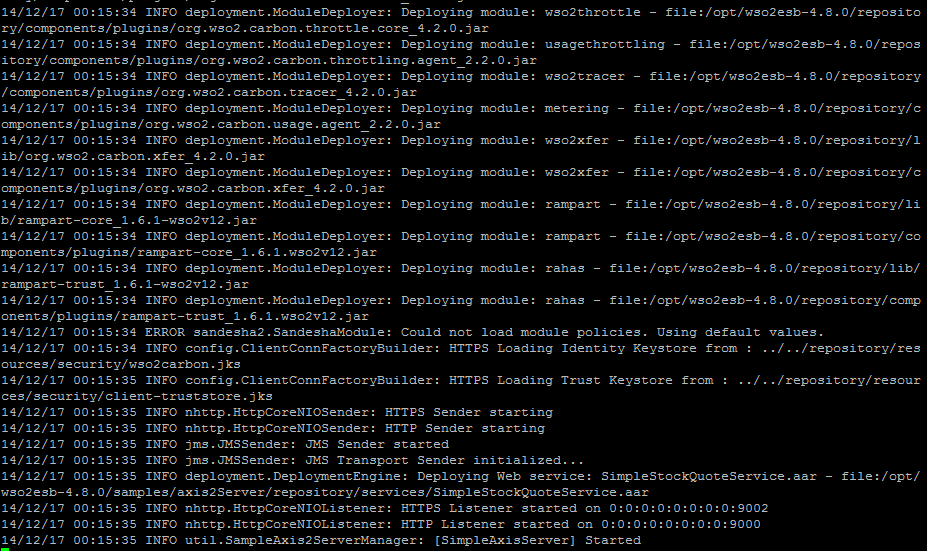 14/12/17 00:15:34 INFO deployment.ModuleDeployer: Deploying module: wso2throttle - file:/opt/wso2esb-4.8.0/reposito
ry/components/plugins/org.wso2.carbon.throttle.core_4.2.0.jar
14/12/17 00:15:34 INFO deployment.ModuleDeployer: Deploying module: usagethrottling - file:/opt/wso2esb-4.8.0/repos
itory/components/plugins/org.wso2.carbon.throttling.agent_2.2.0.jar
14/12/17 00:15:34 INFO deployment.ModuleDeployer: Deploying module: wso2tracer - file:/opt/wso2esb-4.8.0/repository
/components/plugins/org.wso2.carbon.tracer_4.2.0.jar
14/12/17 00:15:34 INFO deployment.ModuleDeployer: Deploying module: metering - file:/opt/wso2esb-4.8.0/repository/c
omponents/plugins/org.wso2.carbon.usage.agent_2.2.0.jar
14/12/17 00:15:34 INFO deployment.ModuleDeployer: Deploying module: wso2xfer - file:/opt/wso2esb-4.8.0/repository/l
ib/org.wso2.carbon.xfer_4.2.0.jar
14/12/17 00:15:34 INFO deployment.ModuleDeployer: Deploying module: wso2xfer - file:/opt/wso2esb-4.8.0/repository/c
omponents/plugins/org.wso2.carbon.xfer_4.2.0.jar
14/12/17 00:15:34 INFO deployment.ModuleDeployer: Deploying module: rampart - file:/opt/wso2esb-4.8.0/repository/li
b/rampart-core_1.6.1-wso2v12.jar
14/12/17 00:15:34 INFO deployment.ModuleDeployer: Deploying module: rampart - file:/opt/wso2esb-4.8.0/repository/co
mponents/plugins/rampart-core_1.6.1.wso2v12.jar
14/12/17 00:15:34 INFO deployment.ModuleDeployer: Deploying module: rahas - file:/opt/wso2esb-4.8.0/repository/lib/
rampart-trust_1.6.1-wso2v12.jar
14/12/17 00:15:34 INFO deployment.ModuleDeployer: Deploying module: rahas - file:/opt/wso2esb-4.8.0/repository/comp
onents/plugins/rampart-trust_1.6.1.wso2v12.jar
14/12/17 00:15:34 ERROR sandesha2.SandeshaModule: Could not load module policies. Using default values.
14/12/17 00:15:34 INFO config.ClientConnFactoryBuilder: HTTPS Loading Identity Keystore from : ../../repository/res
ources/security/wso2carbon.jks
14/12/17 00:15:35 INFO config.ClientConnFactoryBuilder: HTTPS Loading Trust Keystore from : ../../repository/resour
ces/security/client-truststore.jks
14/12/17 00:15:35 INFO nhttp.HttpCoreNIOSender: HTTPS Sender starting
14/12/17 00:15:35 INFO nhttp.HttpCoreNIOSender: HTTP Sender starting
14/12/17 00:15:35 INFO jms.JMSSender: JMS Sender started
14/12/17 00:15:35 INFO jms.JMSSender: JMS Transport Sender initialized...
14/12/17 00:15:35 INFO deployment.DeploymentEngine: Deploying Web service: SimpleStockQuoteService.aar - file:/opt/
wso2esb-4.8.0/samples/axis2Server/repository/services/SimpleStockQuoteService.aar
14/12/17 00:15:35 INFO nhttp.HttpCoreNIOListener: HTTPS Listener started on 0:0:0:0:0:0:0:0:9002
14/12/17 00:15:35 INFO nhttp.HttpCoreNIOListener: HTTP Listener started on 0:0:0:0:0:0:0:0:9000
14/12/17 00:15:35 INFO util.SampleAxis2ServerManager: [SimpleAxisServer] Started